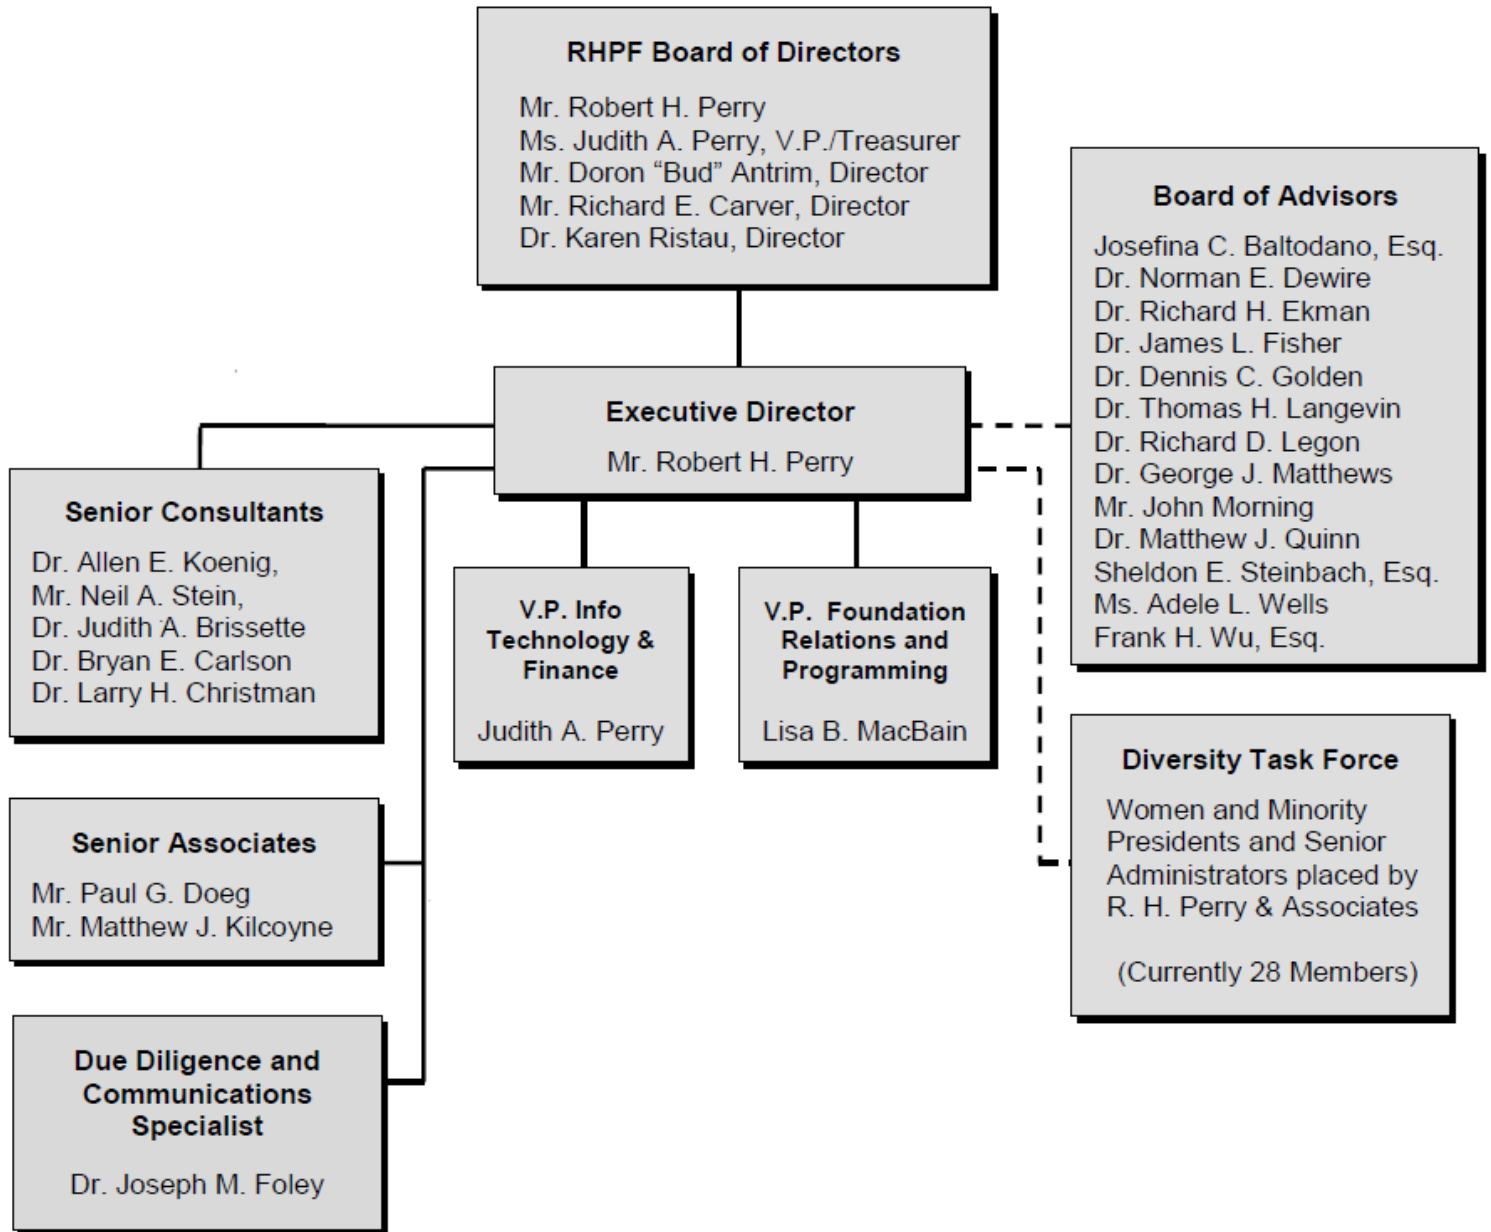 RHPF Board of Directors
Mr. Robert H. Perry
Ms. Judith A. Perry, V.P./Treasurer
Mr. Doron “Bud” Antrim, Director
Mr. Richard E. Carver, Director
Dr. Karen Ristau, Director
Board of Advisors
Josefina C. Baltodano, Esq.
Dr. Norman E. Dewire
Dr. Richard H. Ekman
Dr. James L. Fisher
Dr. Dennis C. Golden
Dr. Thomas H. Langevin
Dr. Richard D. Legon
Dr. George J. Matthews
Mr. John Morning
Dr. Matthew J. Quinn
Sheldon E. Steinbach, Esq.
Ms. Adele L. Wells
Frank H. Wu, Esq.
Executive Director
Mr. Robert H. Perry
Senior Consultants
Dr. Allen E. Koenig,
Mr. Neil A. Stein,
Dr. Judith A. Brissette
Dr. Bryan E. Carlson
Dr. Larry H. Christman
V.P. Info
Technology &
Finance
Judith A. Perry
V.P. Foundation
Relations and
Programming
Lisa B. MacBain
Diversity Task Force
Women and Minority
Presidents and Senior
Administrators placed by
R. H. Perry & Associates
(Currently 28 Members)
Senior Associates
Mr. Paul G. Doeg
Mr. Matthew J. Kilcoyne
Due Diligence and
Communications
Specialist
Dr. Joseph M. Foley